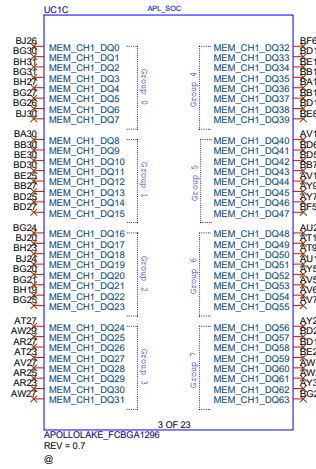 UC1C APL_SOC
BJ26 MEM_CH1_DQ0 MEM_CH1_DQ32
BG30 MEM_CH1_DQ1 MEM_CH1_DQ33
BH31 MEM_CH1_DQ2 MEM_CH1_DQ34
BG31 MEM_CH1_DQ3 MEM_CH1_DQ35
BH27 MEM_CH1_DQ4 MEM_CH1_DQ36
BG27 MEM_CH1_DQ5 MEM_CH1_DQ37
BG26 MEM_CH1_DQ6 MEM_CH1_DQ38
BJ30 MEM_CH1_DQ7 MEM_CH1_DQ39
Group 0
Group 4
BA30 MEM_CH1_DQ8 MEM_CH1_DQ40
BB30 MEM_CH1_DQ9 MEM_CH1_DQ41
BE30 MEM_CH1_DQ10 MEM_CH1_DQ42
BD30 MEM_CH1_DQ11 MEM_CH1_DQ43
BE25 MEM_CH1_DQ12 MEM_CH1_DQ44
BB27 MEM_CH1_DQ13 MEM_CH1_DQ45
BD25 MEM_CH1_DQ14 MEM_CH1_DQ46
BD27 MEM_CH1_DQ15 MEM_CH1_DQ47
Group 1
Group 5
BG24 MEM_CH1_DQ16 MEM_CH1_DQ48
BJ20 MEM_CH1_DQ17 MEM_CH1_DQ49
BH23 MEM_CH1_DQ18 MEM_CH1_DQ50
BJ24 MEM_CH1_DQ19 MEM_CH1_DQ51
BG20 MEM_CH1_DQ20 MEM_CH1_DQ52
BG21 MEM_CH1_DQ21 MEM_CH1_DQ53
BH19 MEM_CH1_DQ22 MEM_CH1_DQ54
BG25 MEM_CH1_DQ23 MEM_CH1_DQ55
Group 2
Group 6
AT27 MEM_CH1_DQ24 MEM_CH1_DQ56
AW29 MEM_CH1_DQ25 MEM_CH1_DQ57
AR27 MEM_CH1_DQ26 MEM_CH1_DQ58
AT23 MEM_CH1_DQ27 MEM_CH1_DQ59
AV27 MEM_CH1_DQ28 MEM_CH1_DQ60
AR25 MEM_CH1_DQ29 MEM_CH1_DQ61
AR23 MEM_CH1_DQ30 MEM_CH1_DQ62
AW27 MEM_CH1_DQ31 MEM_CH1_DQ63
Group 3
Group 7
3 OF 23
APOLLOLAKE_FCBGA1296
REV = 0.7
@